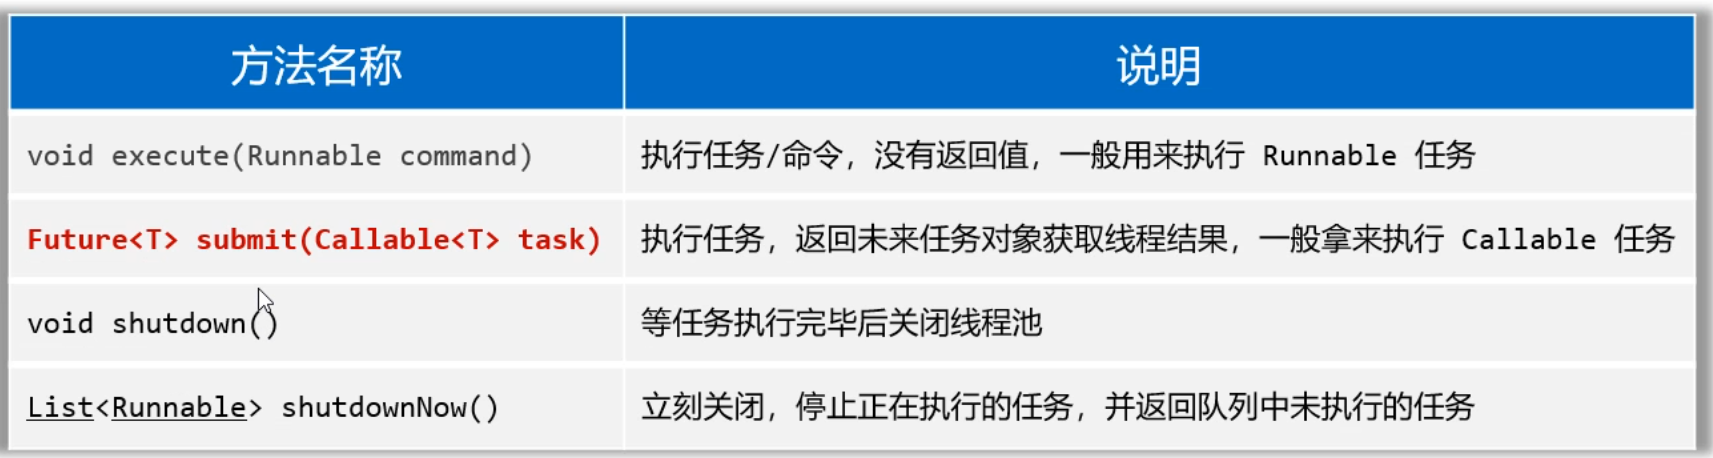 方法名称
说明
void execute(Runnable command)
执行任务/命令，没有返回值，一般用来执行 Runnable 任务
Future<T> submit(Callable<T> task)
执行任务，返回未来任务对象获取线程结果，一般拿来执行 Callable 任务
void shutdown()
等任务执行完毕后关闭线程池
List<Runnable> shutdownNow()
立刻关闭，停止正在执行的任务，并返回队列中未执行的任务